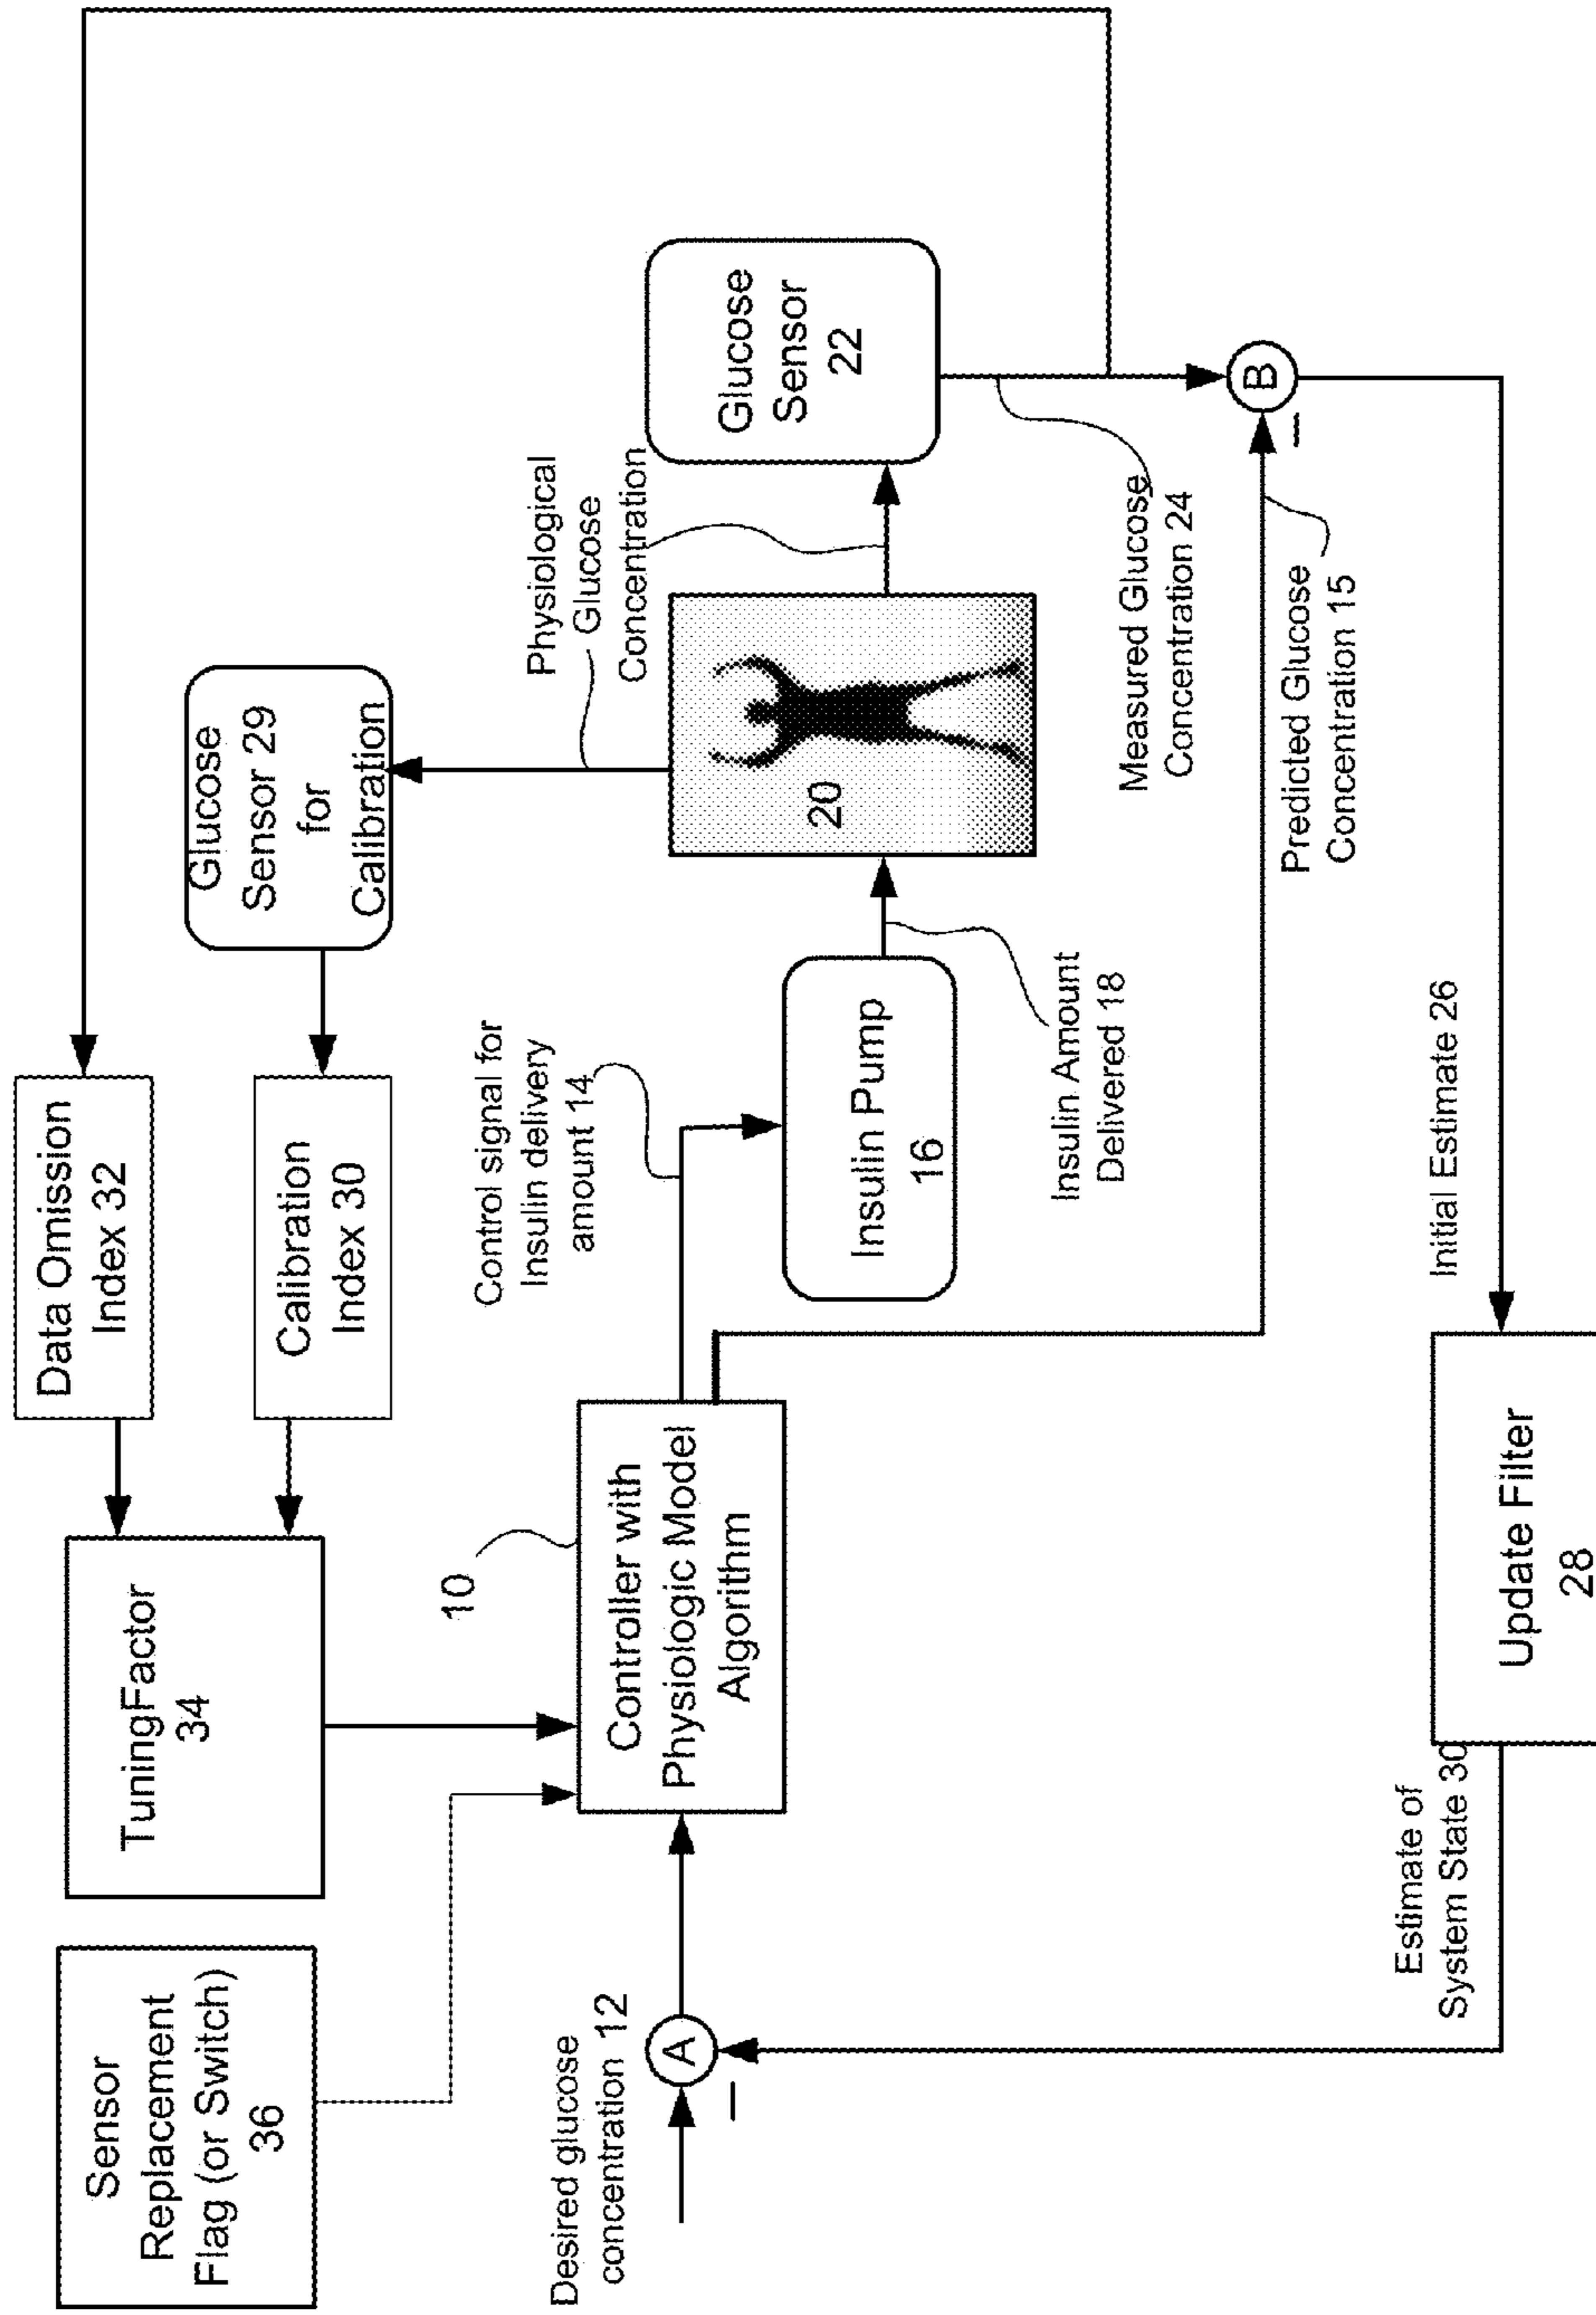 Sensor
Replacement
Flag (or Switch)
36
TuningFactor
34
Data Omission
Index 32
Calibration
Index 30
Glucose
Sensor 29
for
Calibration
10
Controller with
Physiologic Model
Algorithm
Control signal for
Insulin delivery
amount 14
Insulin Pump
16
Insulin Amount
Delivered 18
20
Physiological
Glucose
Concentration
Glucose
Sensor
22
Desired glucose
concentration 12
A
B
–
–
Measured Glucose
Concentration 24
Predicted Glucose
Concentration 15
Initial Estimate 26
Update Filter
28
Estimate of
System State 30